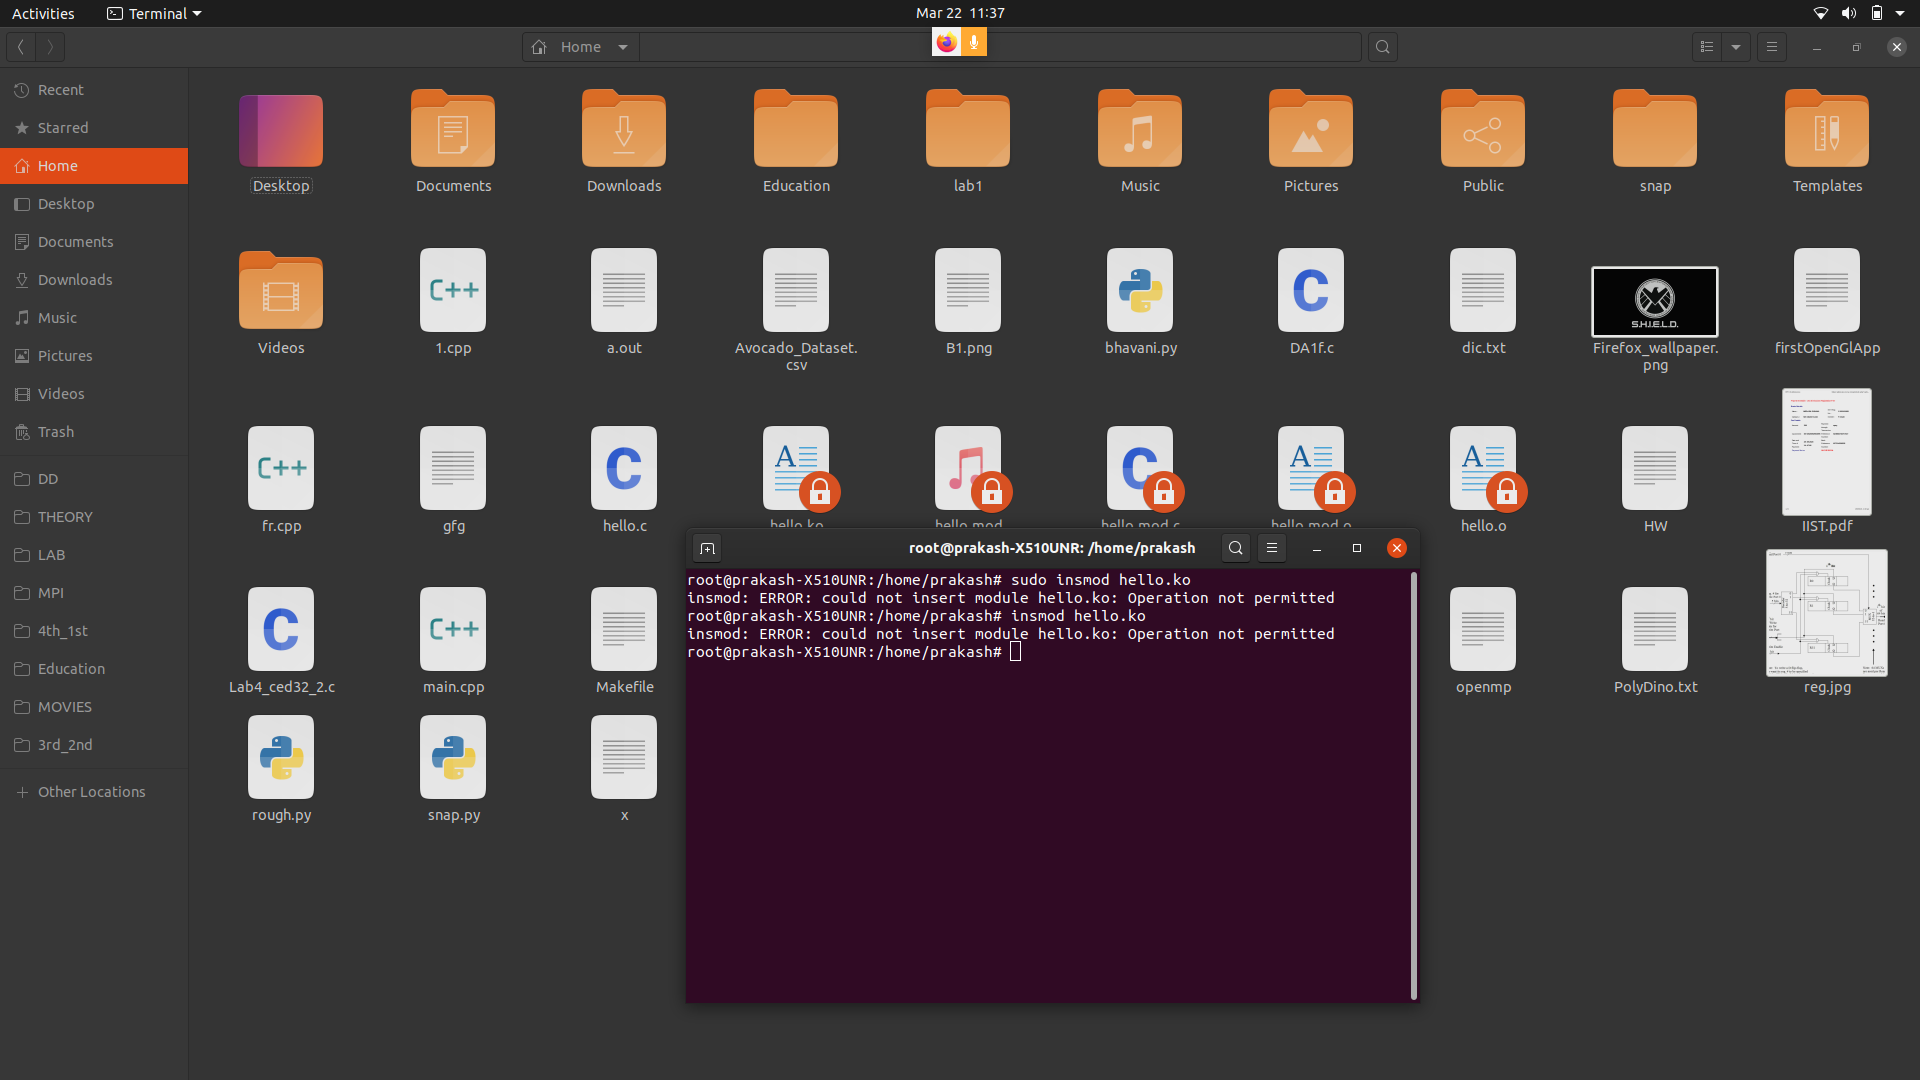 Activities
Terminal
Mar 22 11:37
Home
Recent
Starred
Home
Desktop
Documents
Downloads
Music
Pictures
Videos
Trash
DD
THEORY
LAB
MPI
4th_1st
Education
MOVIES
3rd_2nd
Other Locations
Desktop
Documents
Downloads
Education
lab1
Music
Pictures
Public
snap
Templates
Videos
1.cpp
a.out
Avocado_Dataset.
csv
B1.png
bhavani.py
DA1f.c
dic.txt
S.H.I.E.L.D.
Firefox_wallpaper.
png
firstOpenGlApp
fr.cpp
gfg
hello.c
hello.ko
hello.mod
hello.mod.c
hello.mod.o
hello.o
HW
IIST.pdf
Lab4_ced32_2.c
main.cpp
Makefile
openmp
PolyDino.txt
reg.jpg
rough.py
snap.py
x
root@prakash-X510UNR: /home/prakash
root@prakash-X510UNR:/home/prakash# sudo insmod hello.ko
insmod: ERROR: could not insert module hello.ko: Operation not permitted
root@prakash-X510UNR:/home/prakash# insmod hello.ko
insmod: ERROR: could not insert module hello.ko: Operation not permitted
root@prakash-X510UNR:/home/prakash#